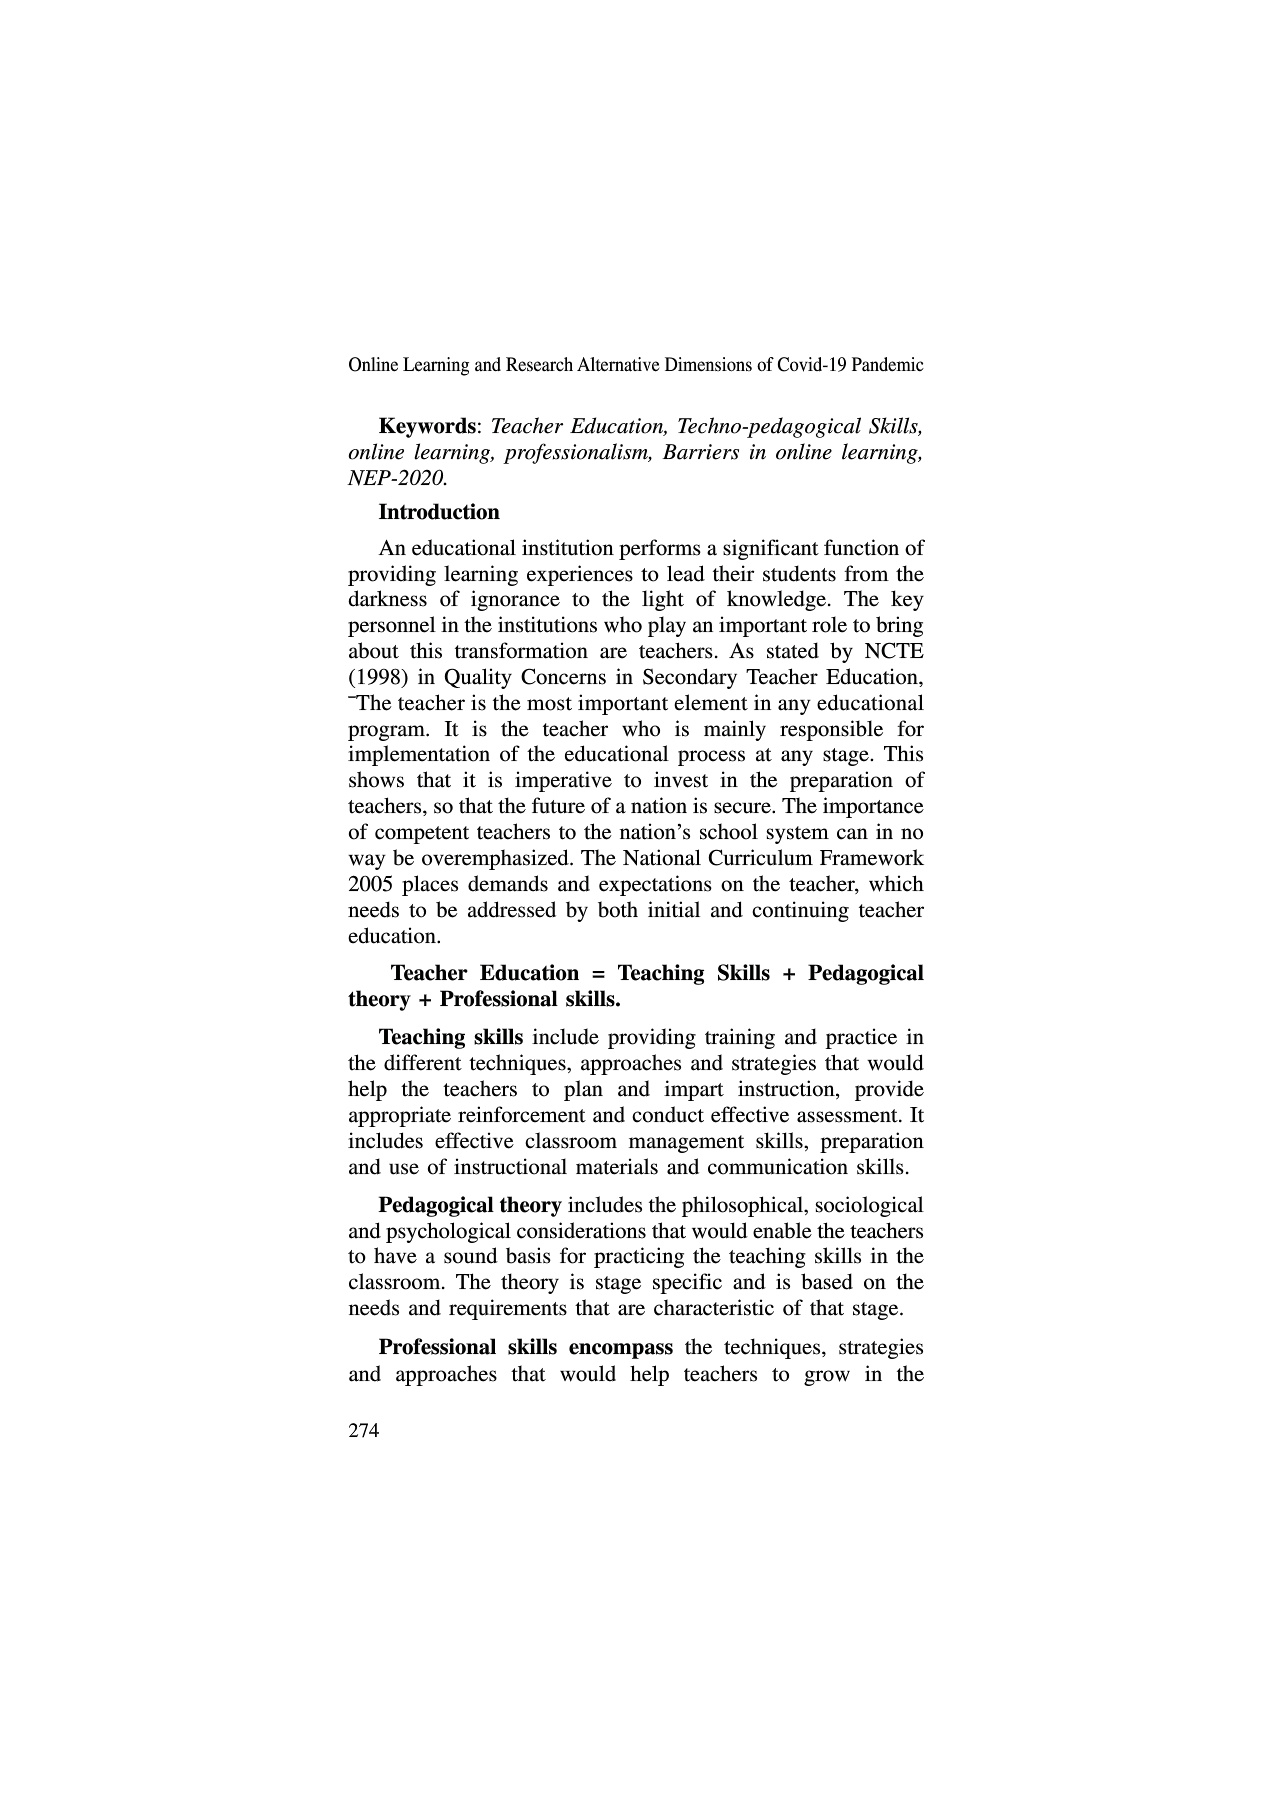 Online Learning and Research Alternative Dimensions of Covid-19 Pandemic
Keywords: Teacher Education, Techno-pedagogical Skills,
online learning, professionalism, Barriers in online learning,
NEP-2020.
Introduction
An educational institution performs a significant function of
providing learning experiences to lead their students from the
darkness of ignorance to the light of knowledge. The key
personnel in the institutions who play an important role to bring
about this transformation are teachers. As stated by NCTE
(1998) in Quality Concerns in Secondary Teacher Education,
‾The teacher is the most important element in any educational
program. It is the teacher who is mainly responsible for
implementation of the educational process at any stage. This
shows that it is imperative to invest in the preparation of
teachers, so that the future of a nation is secure. The importance
of competent teachers to the nation’s school system can in no
way be overemphasized. The National Curriculum Framework
2005 places demands and expectations on the teacher, which
needs to be addressed by both initial and continuing teacher
education.
Teacher Education = Teaching Skills + Pedagogical
theory + Professional skills.
Teaching skills include providing training and practice in
the different techniques, approaches and strategies that would
help the teachers to plan and impart instruction, provide
appropriate reinforcement and conduct effective assessment. It
includes effective classroom management skills, preparation
and use of instructional materials and communication skills.
Pedagogical theory includes the philosophical, sociological
and psychological considerations that would enable the teachers
to have a sound basis for practicing the teaching skills in the
classroom. The theory is stage specific and is based on the
needs and requirements that are characteristic of that stage.
Professional skills encompass the techniques, strategies
and approaches that would help teachers to grow in the
274